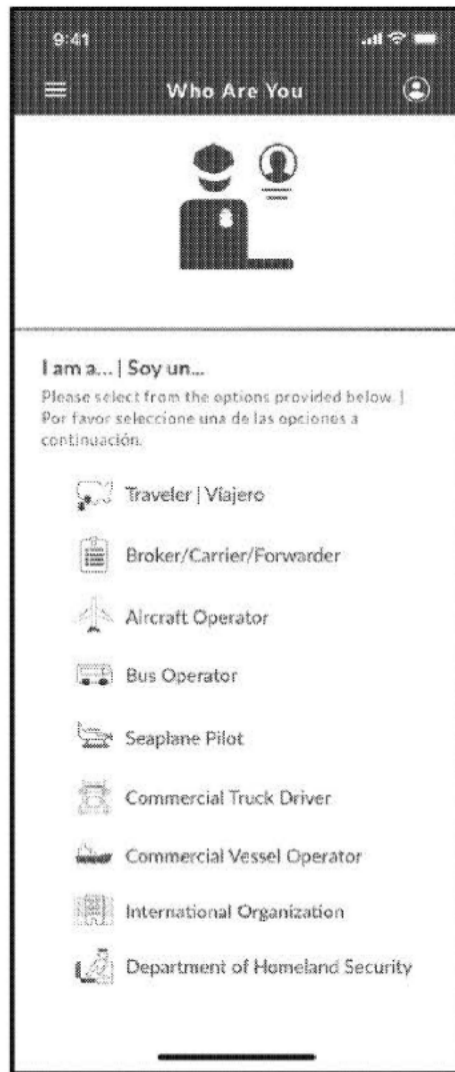 9:41
Who Are You
I am a... | Soy un...
Please select from the options provided below. |
Por favor seleccione una de las opciones a
continuación.
Traveler | Viajero
Broker/Carrier/Forwarder
Aircraft Operator
Bus Operator
Seaplane Pilot
Commercial Truck Driver
Commercial Vessel Operator
International Organization
Department of Homeland Security